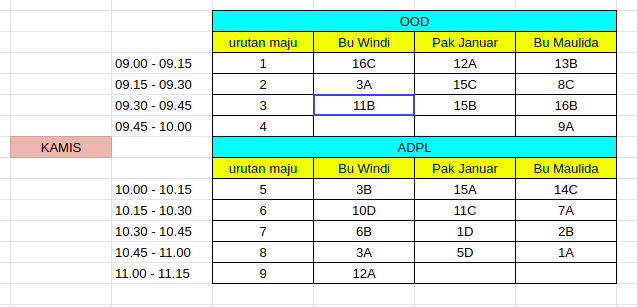 OOD
urutan maju Bu Windi Pak Januar Bu Maulida
09.00 - 09.15 1 16C 12A 13B
09.15 - 09.30 2 3A 15C 8C
09.30 - 09.45 3 11B 15B 16B
09.45 - 10.00 4 9A
KAMIS ADPL
urutan maju Bu Windi Pak Januar Bu Maulida
10.00 - 10.15 5 3B 15A 14C
10.15 - 10.30 6 10D 11C 7A
10.30 - 10.45 7 6B 1D 2B
10.45 - 11.00 8 3A 5D 1A
11.00 - 11.15 9 12A